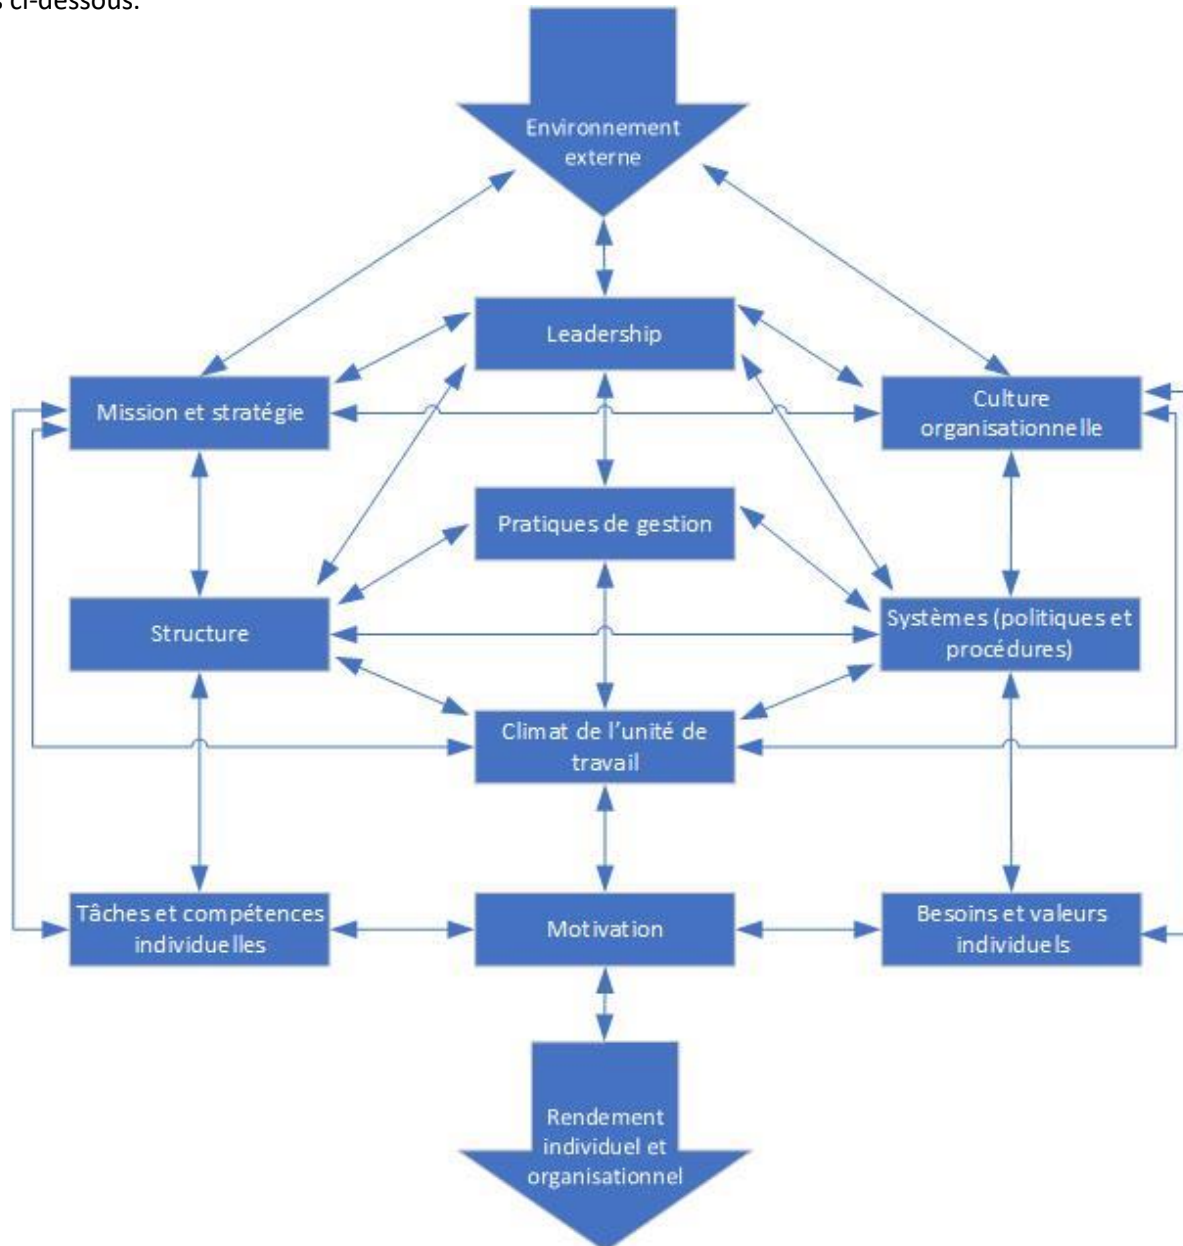 ci-dessous.
Environnement
externe
Leadership
Mission et stratégie
Culture
organisationnelle
Pratiques de gestion
Structure
Systèmes (politiques et
procédures)
Climat de l'unité de
travail
Tâches et compétences
individuelles
Motivation
Besoins et valeurs
individuels
Rendement
individuel et
organisationnel